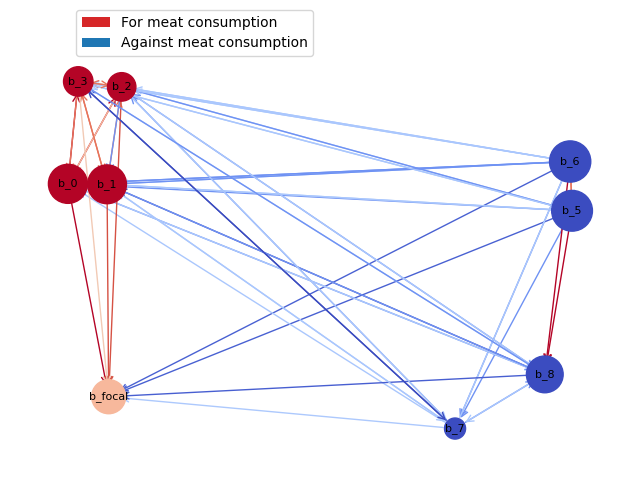 For meat consumption
Against meat consumption
b_3
b_2
b_6
b_0
b_1
b_5
b_8
b_focal
b_7